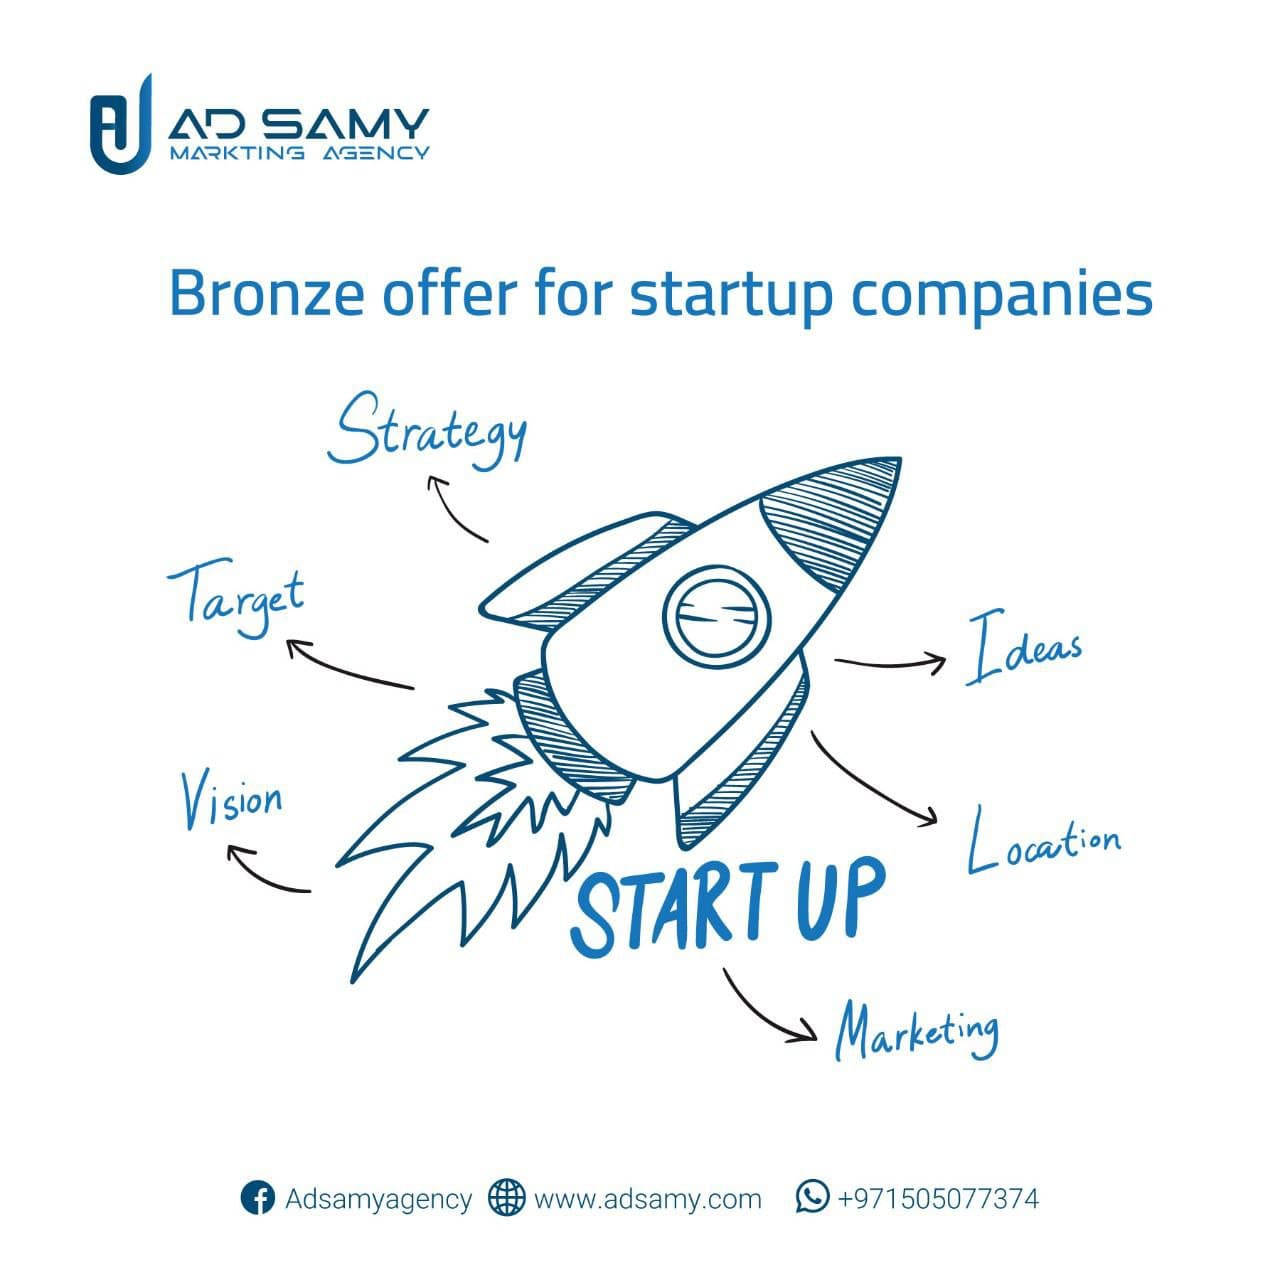 AD SAMY
MARKTING AGENCY
Bronze offer for startup companies
Strategy
Target
Ideas
Vision
Location
START UP
Marketing
Adsamyagency www.adsamy.com +971505077374